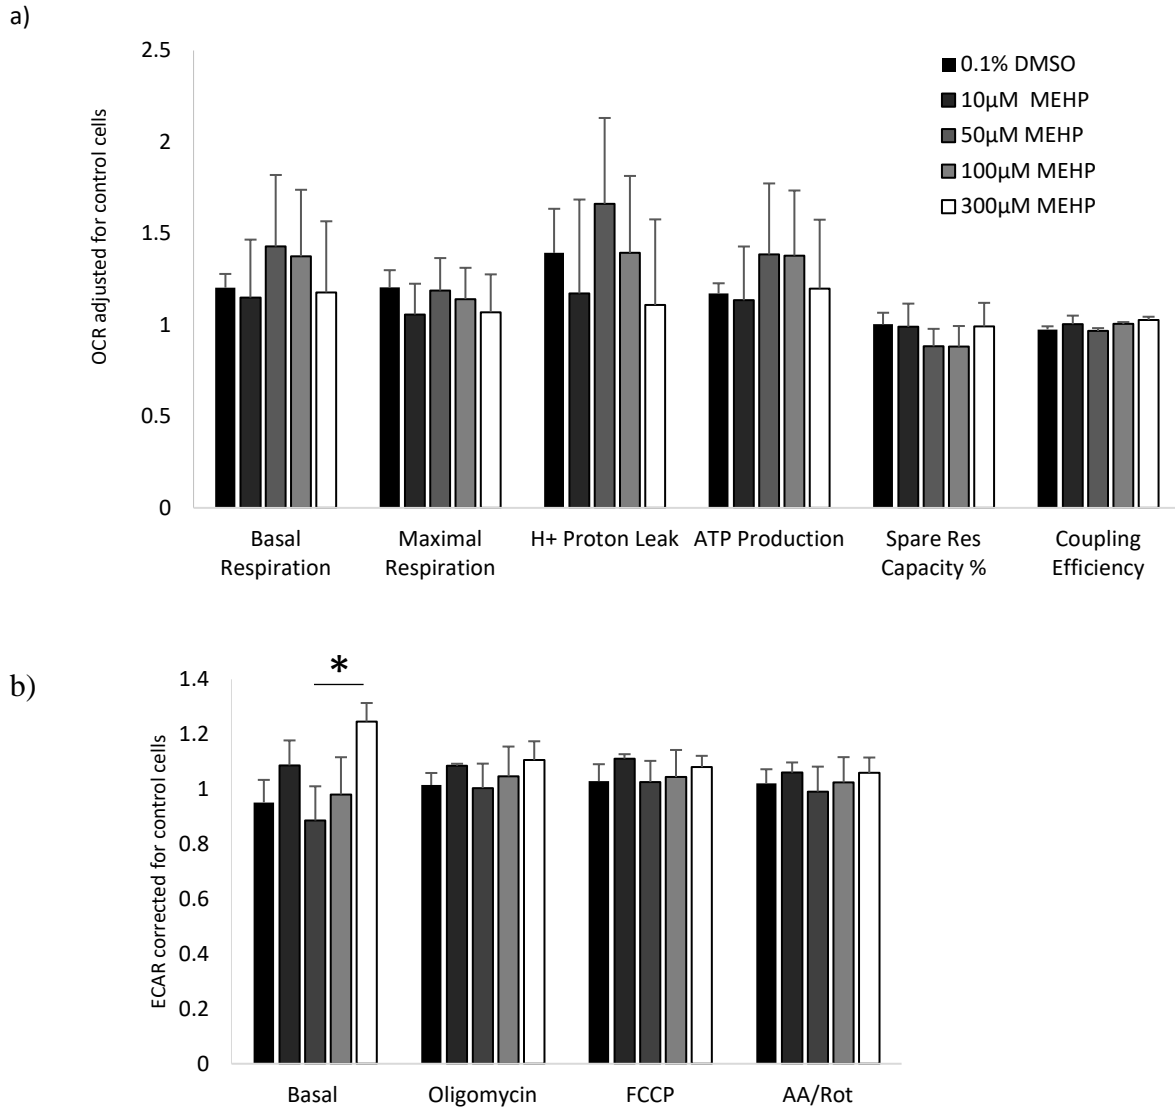 a)
OCR adjusted for control cells
2.5
2
1.5
1
0.5
0
0.1% DMSO
10µM  MEHP
50µM MEHP
100µM MEHP
300µM MEHP
Basal
Respiration
Maximal
Respiration
H+ Proton Leak
ATP Production
Spare Res
Capacity %
Coupling
Efficiency
b)
ECAR corrected for control cells
1.4
1.2
1
0.8
0.6
0.4
0.2
0
*
Basal
Oligomycin
FCCP
AA/Rot